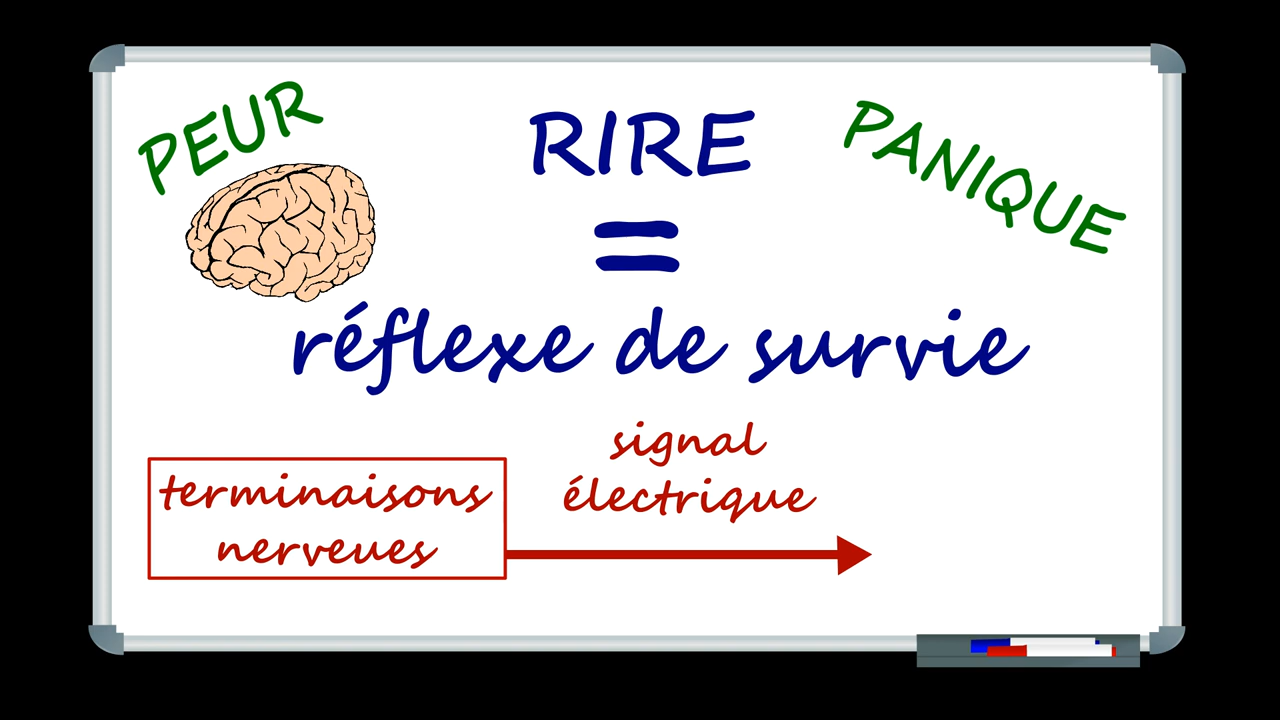 PEUR
RIRE
PANIQUE
=
réflexe de survie
signal
électrique
terminaisons
nerveues